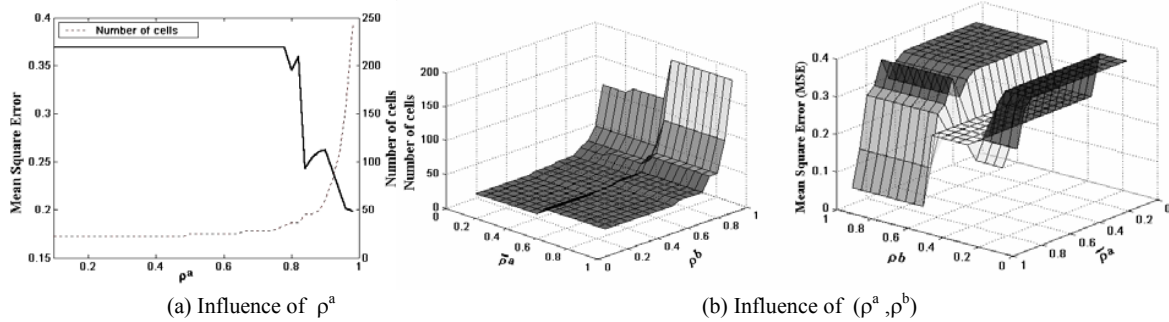 0.4
0.35
0.3
0.25
0.2
0.15
Mean Square Error
Number of cells
0.2 0.4 0.6 0.8 1
ρᵃ
250
200
150
100
50
0
Number of cells
Number of cells
200
150
100
50
0
0 0.2 0.4 0.6 0.8 1
ρ̄ a
0 0.2 0.4 0.6 0.8 1
ρb
Mean Square Error (MSE)
0.4
0.3
0.2
0.1
0
1 0.8 0.6 0.4 0.2 0
ρb
1 0.8 0.6 0.4 0.2 0
ρ̄ a
(a) Influence of ρᵃ
(b) Influence of (ρᵃ ,ρᵇ)